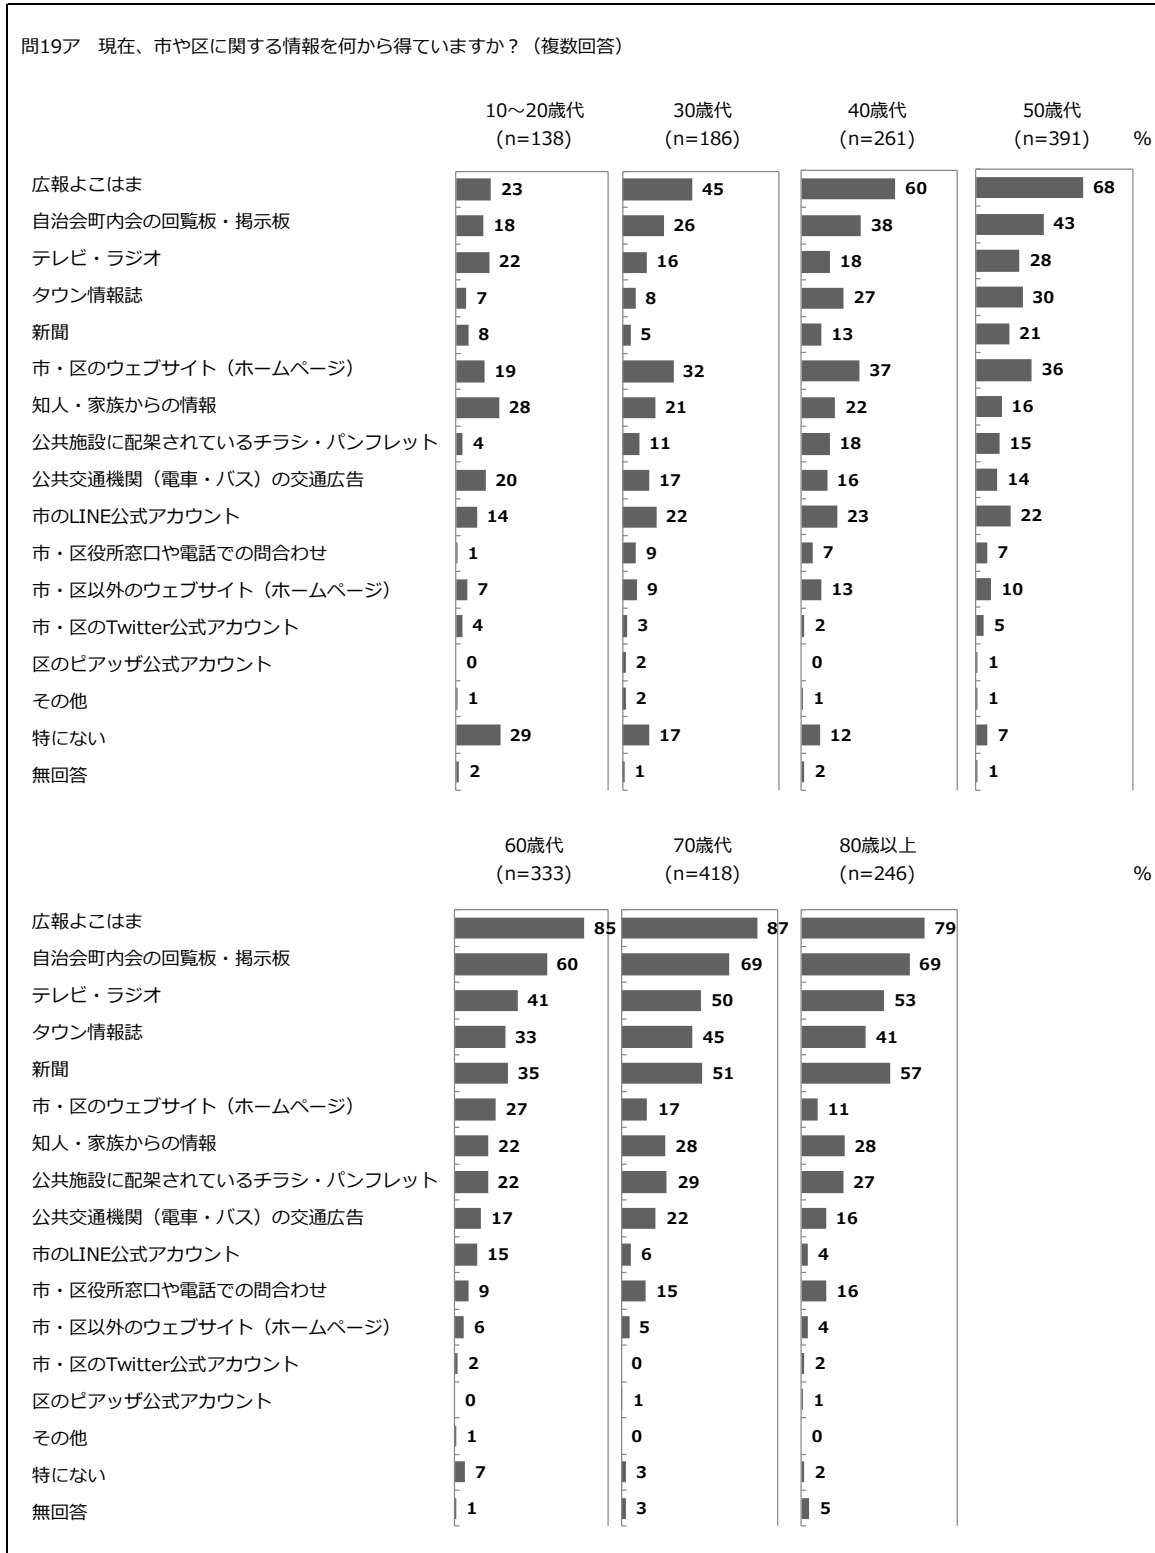 問19ア　現在、市や区に関する情報を何から得ていますか？（複数回答）
10～20歳代 30歳代 40歳代 50歳代
(n=138) (n=186) (n=261) (n=391) %
広報よこはま 23 45 60 68
自治会町内会の回覧板・掲示板 18 26 38 43
テレビ・ラジオ 22 16 18 28
タウン情報誌 7 8 27 30
新聞 8 5 13 21
市・区のウェブサイト（ホームページ） 19 32 37 36
知人・家族からの情報 28 21 22 16
公共施設に配架されているチラシ・パンフレット 4 11 18 15
公共交通機関（電車・バス）の交通広告 20 17 16 14
市のLINE公式アカウント 14 22 23 22
市・区役所窓口や電話での問合わせ 1 9 7 7
市・区以外のウェブサイト（ホームページ） 7 9 13 10
市・区のTwitter公式アカウント 4 3 2 5
区のピアッザ公式アカウント 0 2 0 1
その他 1 2 1 1
特にない 29 17 12 7
無回答 2 1 2 1
60歳代 70歳代 80歳以上
(n=333) (n=418) (n=246) %
広報よこはま 85 87 79
自治会町内会の回覧板・掲示板 60 69 69
テレビ・ラジオ 41 50 53
タウン情報誌 33 45 41
新聞 35 51 57
市・区のウェブサイト（ホームページ） 27 17 11
知人・家族からの情報 22 28 28
公共施設に配架されているチラシ・パンフレット 22 29 27
公共交通機関（電車・バス）の交通広告 17 22 16
市のLINE公式アカウント 15 6 4
市・区役所窓口や電話での問合わせ 9 15 16
市・区以外のウェブサイト（ホームページ） 6 5 4
市・区のTwitter公式アカウント 2 0 2
区のピアッザ公式アカウント 0 1 1
その他 1 0 0
特にない 7 3 2
無回答 1 3 5